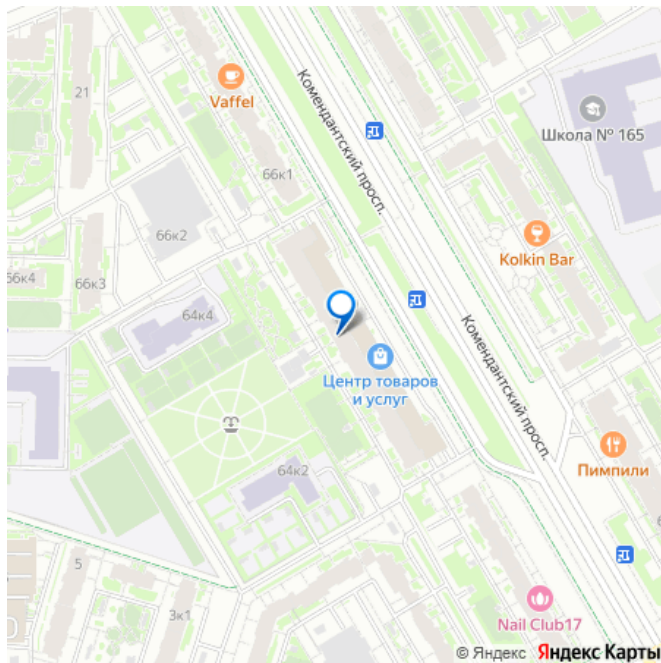 21
Vaffel
Комендантский просп.
Школа № 165
66к1
66к2
Kolkin Bar
66к4
66к3
64к4
Комендантский просп.
Центр товаров
и услуг
Пимпили
64к2
5
3к1
Nail Club17
© Яндекс Яндекс Карты